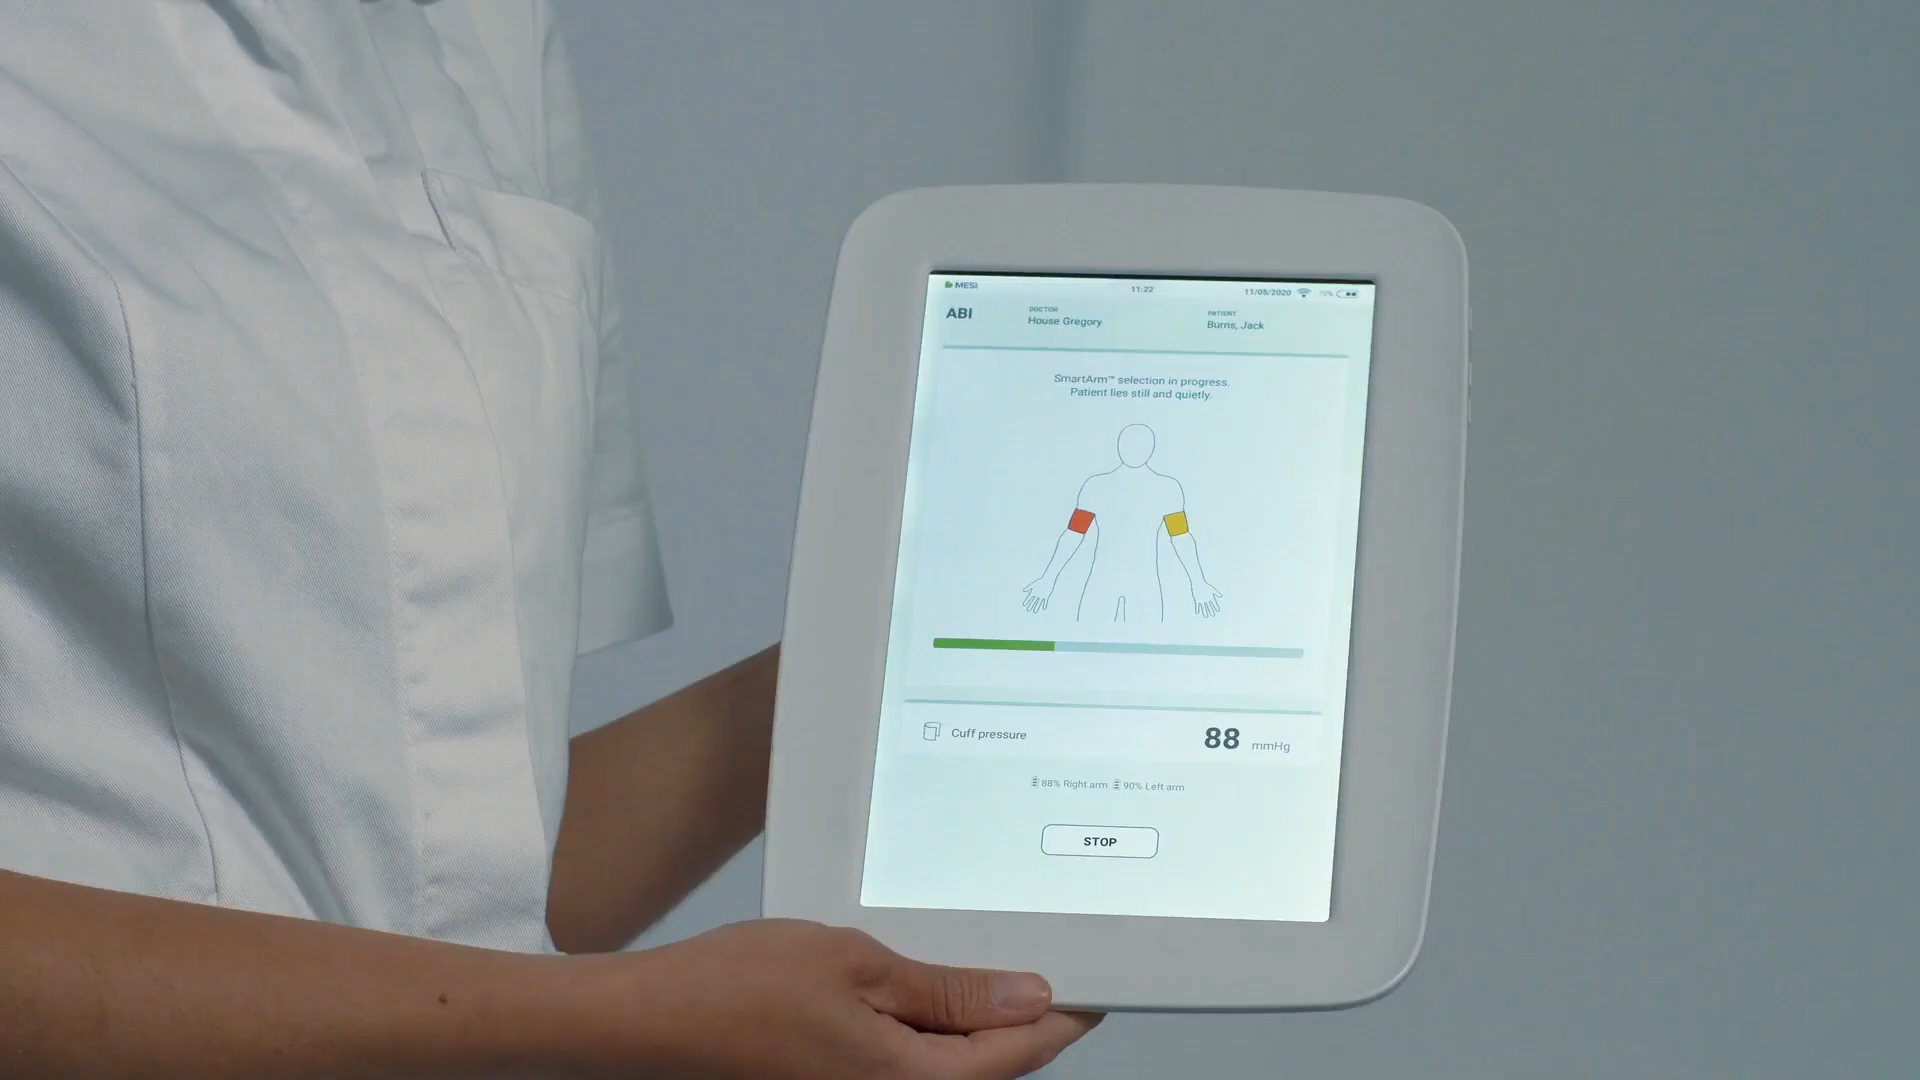 MESI 11:22 11/05/2020 70%
ABI
DOCTOR
House Gregory
PATIENT
Burns, Jack
SmartArm™ selection in progress.
Patient lies still and quietly.
Cuff pressure 88 mmHg
88% Right arm 90% Left arm
STOP